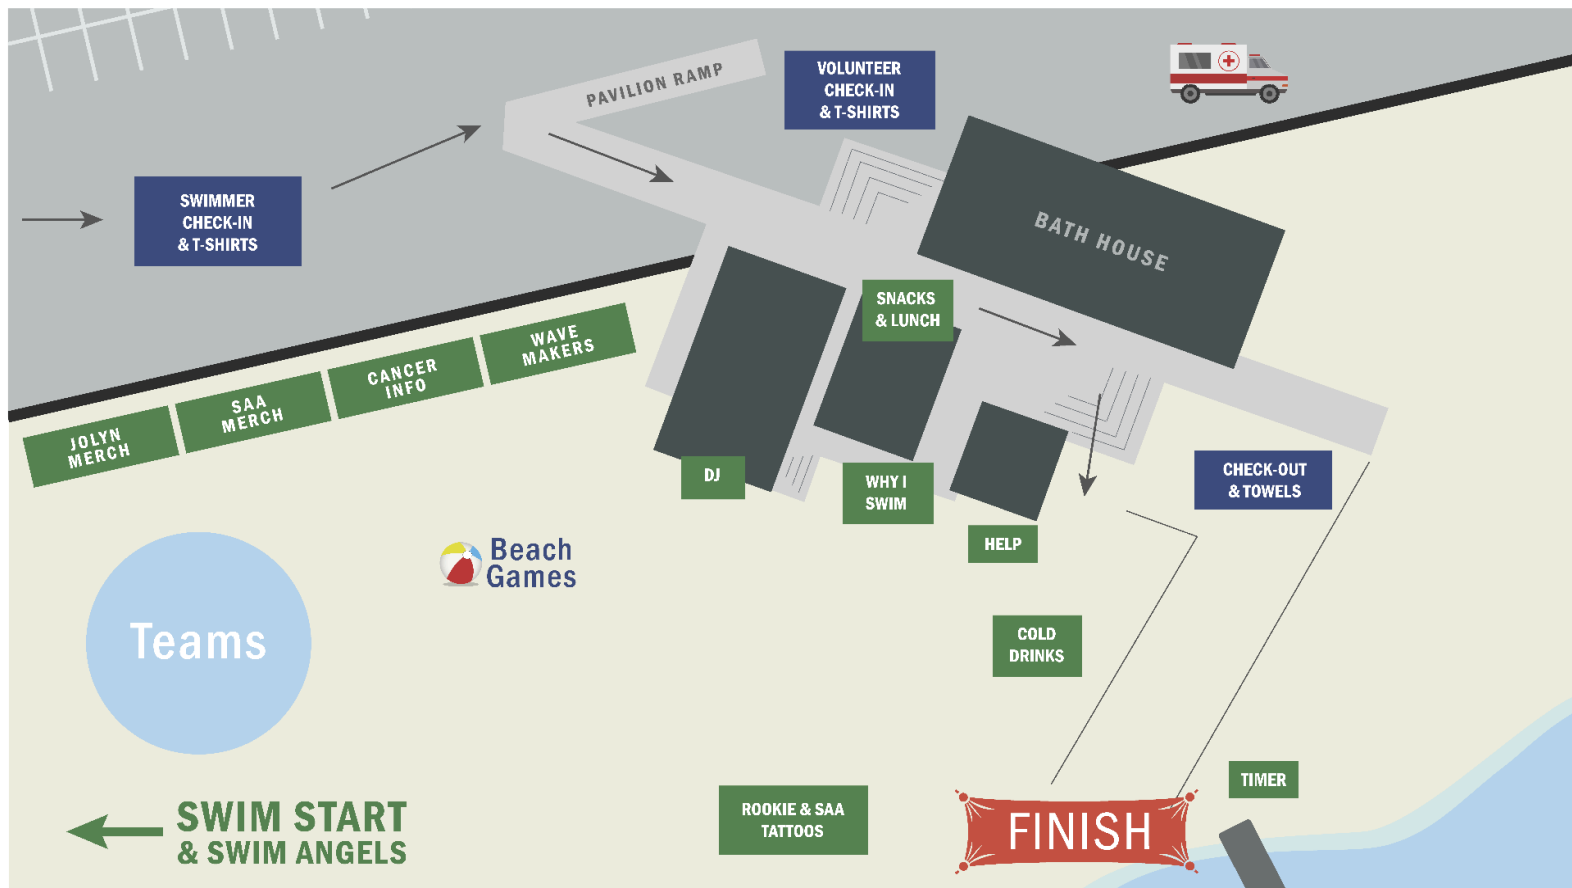 PAVILION RAMP
VOLUNTEER
CHECK-IN
& T-SHIRTS
SWIMMER
CHECK-IN
& T-SHIRTS
BATH HOUSE
SNACKS
& LUNCH
WAVE
MAKERS
CANCER
INFO
SAA
MERCH
JOLYN
MERCH
DJ
WHY I
SWIM
HELP
CHECK-OUT
& TOWELS
Beach
Games
Teams
COLD
DRINKS
TIMER
SWIM START
& SWIM ANGELS
ROOKIE & SAA
TATTOOS
FINISH